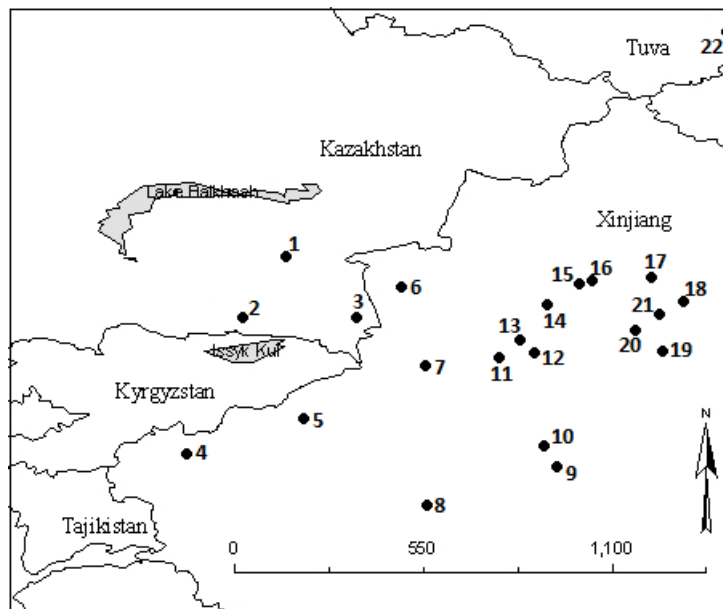 Tuva
22
Kazakhstan
Lake Balkhash
Xinjiang
1
17
16
15
6
18
2
3
21
14
20
13
Issyk Kul
12
19
11
7
Kyrgyzstan
5
10
4
9
8
N
Tajikistan
0 550 1,100